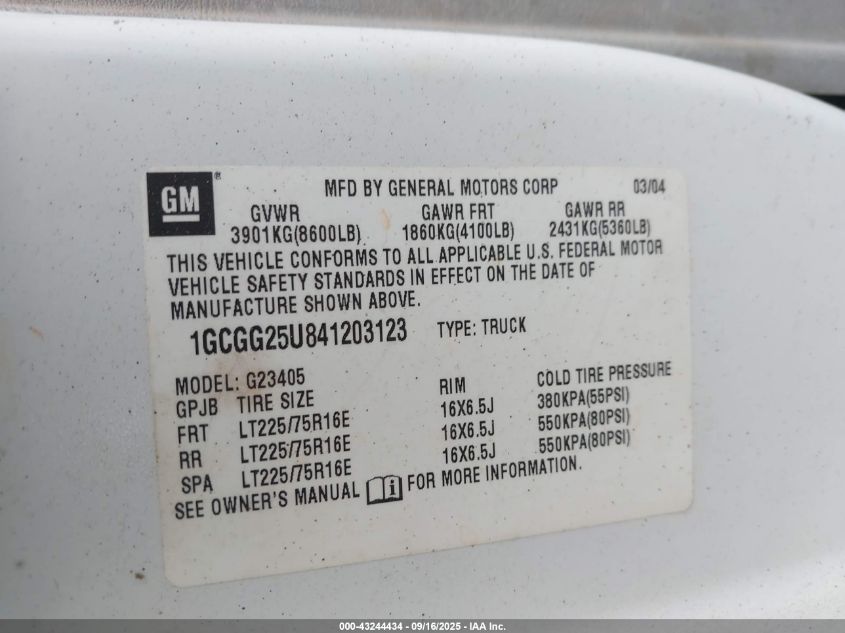 GM® MFD BY GENERAL MOTORS CORP 03/04
GVWR GAWR FRT GAWR RR
3901KG(8600LB) 1860KG(4100LB) 2431KG(5360LB)
THIS VEHICLE CONFORMS TO ALL APPLICABLE U.S. FEDERAL MOTOR
VEHICLE SAFETY STANDARDS IN EFFECT ON THE DATE OF
MANUFACTURE SHOWN ABOVE.
1GCGG25U841203123 TYPE: TRUCK
MODEL: G23405
GPJB TIRE SIZE RIM COLD TIRE PRESSURE
FRT LT225/75R16E 16X6.5J 380KPA(55PSI)
RR LT225/75R16E 16X6.5J 550KPA(80PSI)
SPA LT225/75R16E 16X6.5J 550KPA(80PSI)
SEE OWNER'S MANUAL i FOR MORE INFORMATION.
000-43244434 - 09/16/2025 - IAA Inc.